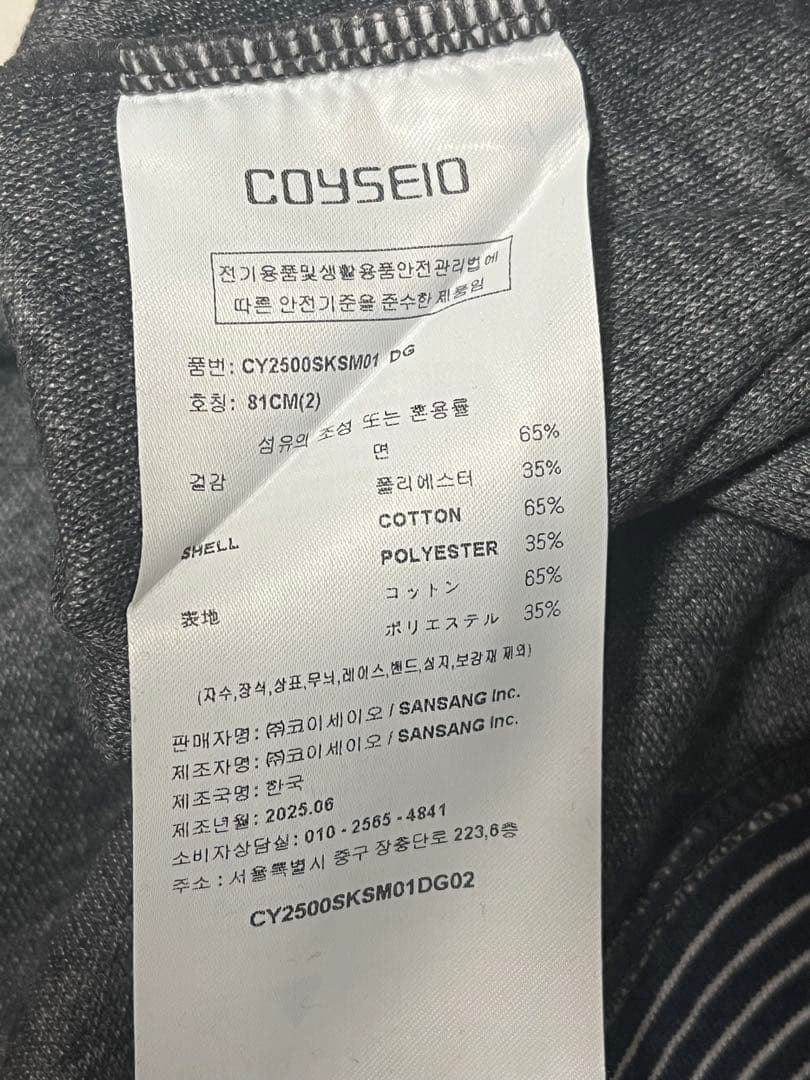 COYSEIO
전기용품및생활용품안전관리법에
따른 안전기준을 준수한 제품임
품번: CY2500SKSM01 DG
호칭: 81CM(2)
섬유의 조성 또는 혼용률
겉감 면 65%
폴리에스터 35%
SHELL COTTON 65%
POLYESTER 35%
表地 コットン 65%
ポリエステル 35%
(자수,장식,상표,무늬,레이스,밴드,심지,보강재 제외)
판매자명: ㈜코이세이오 / SANSANG Inc.
제조자명: ㈜코이세이오 / SANSANG Inc.
제조국명: 한국
제조년월: 2025.06
소비자상담실: 010 - 2565 - 4841
주소 : 서울특별시 중구 장충단로 223,6층
CY2500SKSM01DG02